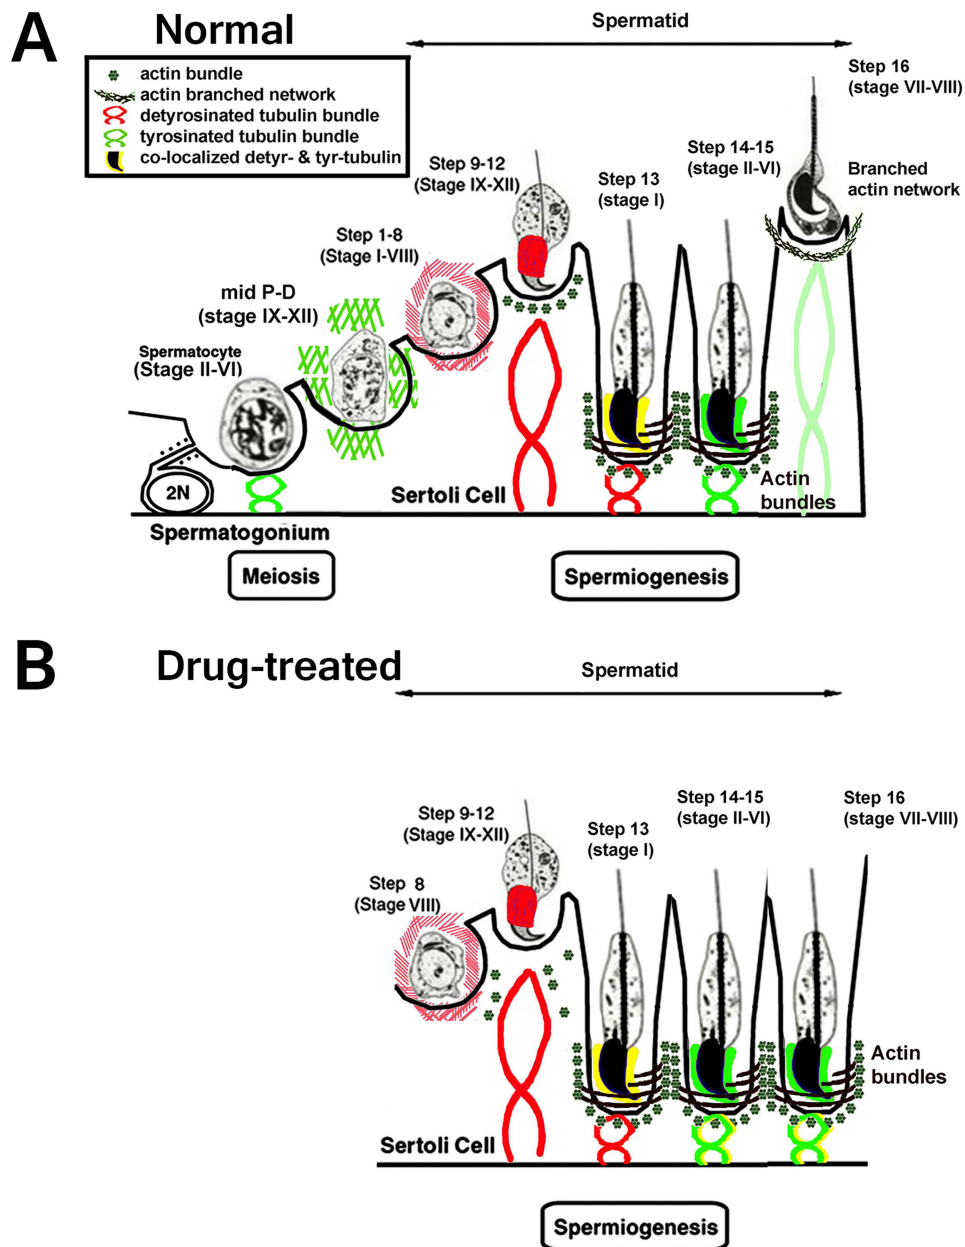 A
Normal
Spermatid
actin bundle
actin branched network
detyrosinated tubulin bundle
tyrosinated tubulin bundle
co-localized detyr- & tyr-tubulin
Step 16
(stage VII-VIII)
Step 14-15
(stage II-VI)
Step 9-12
(Stage IX-XII)
Step 13
(stage I)
Branched
actin network
Step 1-8
(Stage I-VIII)
mid P-D
(stage IX-XII)
Spermatocyte
(Stage II-VI)
2N
Sertoli Cell
Actin
bundles
Spermatogonium
Meiosis
Spermiogenesis
B
Drug-treated
Spermatid
Step 9-12
(Stage IX-XII)
Step 13
(stage I)
Step 14-15
(stage II-VI)
Step 16
(stage VII-VIII)
Step 8
(Stage VIII)
Actin
bundles
Sertoli Cell
Spermiogenesis